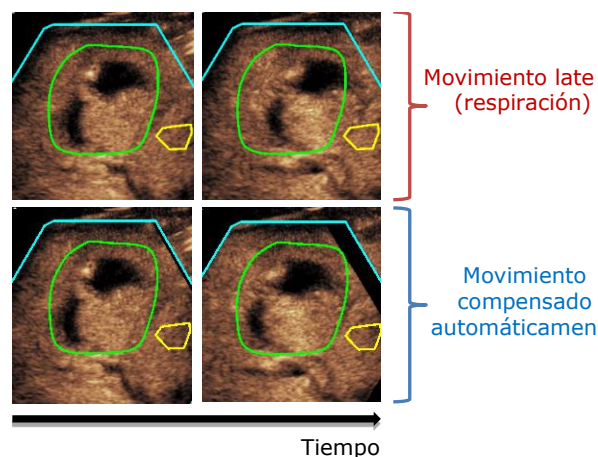 Movimiento late
(respiración)
Movimiento
compensado
automáticamen
Tiempo